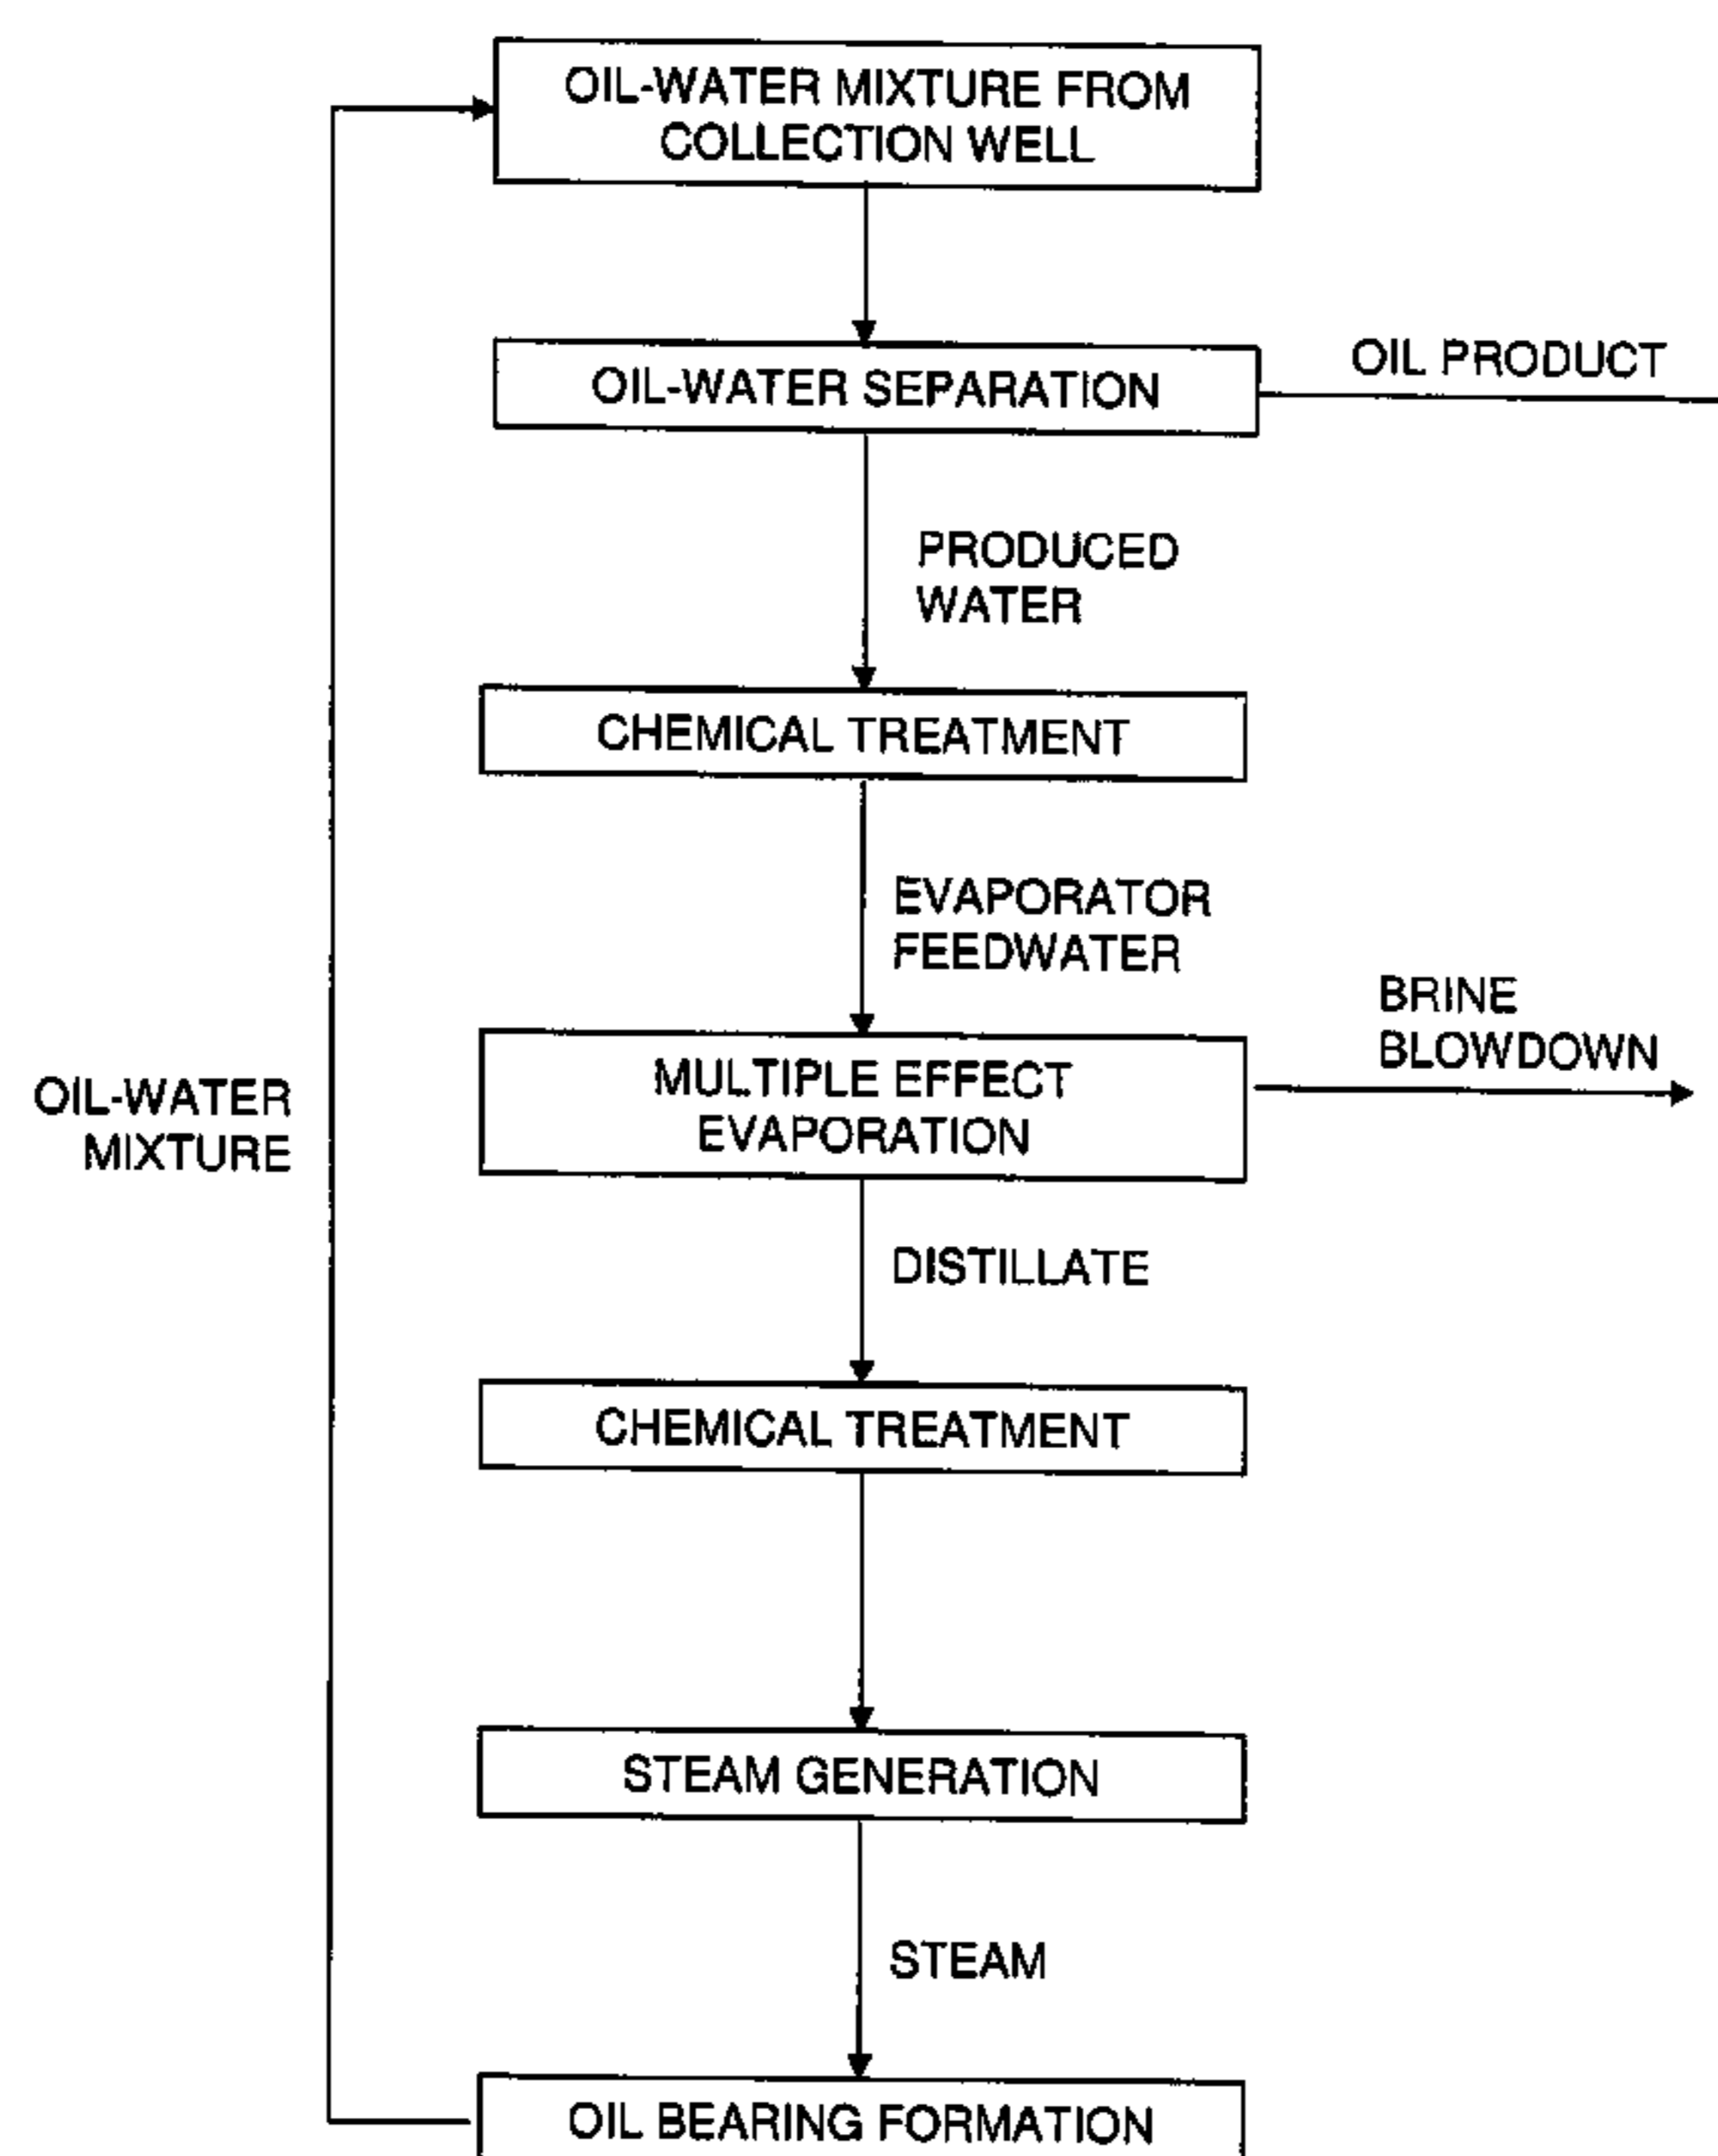 OIL-WATER MIXTURE FROM
COLLECTION WELL
OIL-WATER SEPARATION
OIL PRODUCT
PRODUCED
WATER
CHEMICAL TREATMENT
EVAPORATOR
FEEDWATER
MULTIPLE EFFECT
EVAPORATION
BRINE
BLOWDOWN
OIL-WATER
MIXTURE
DISTILLATE
CHEMICAL TREATMENT
STEAM GENERATION
STEAM
OIL BEARING FORMATION